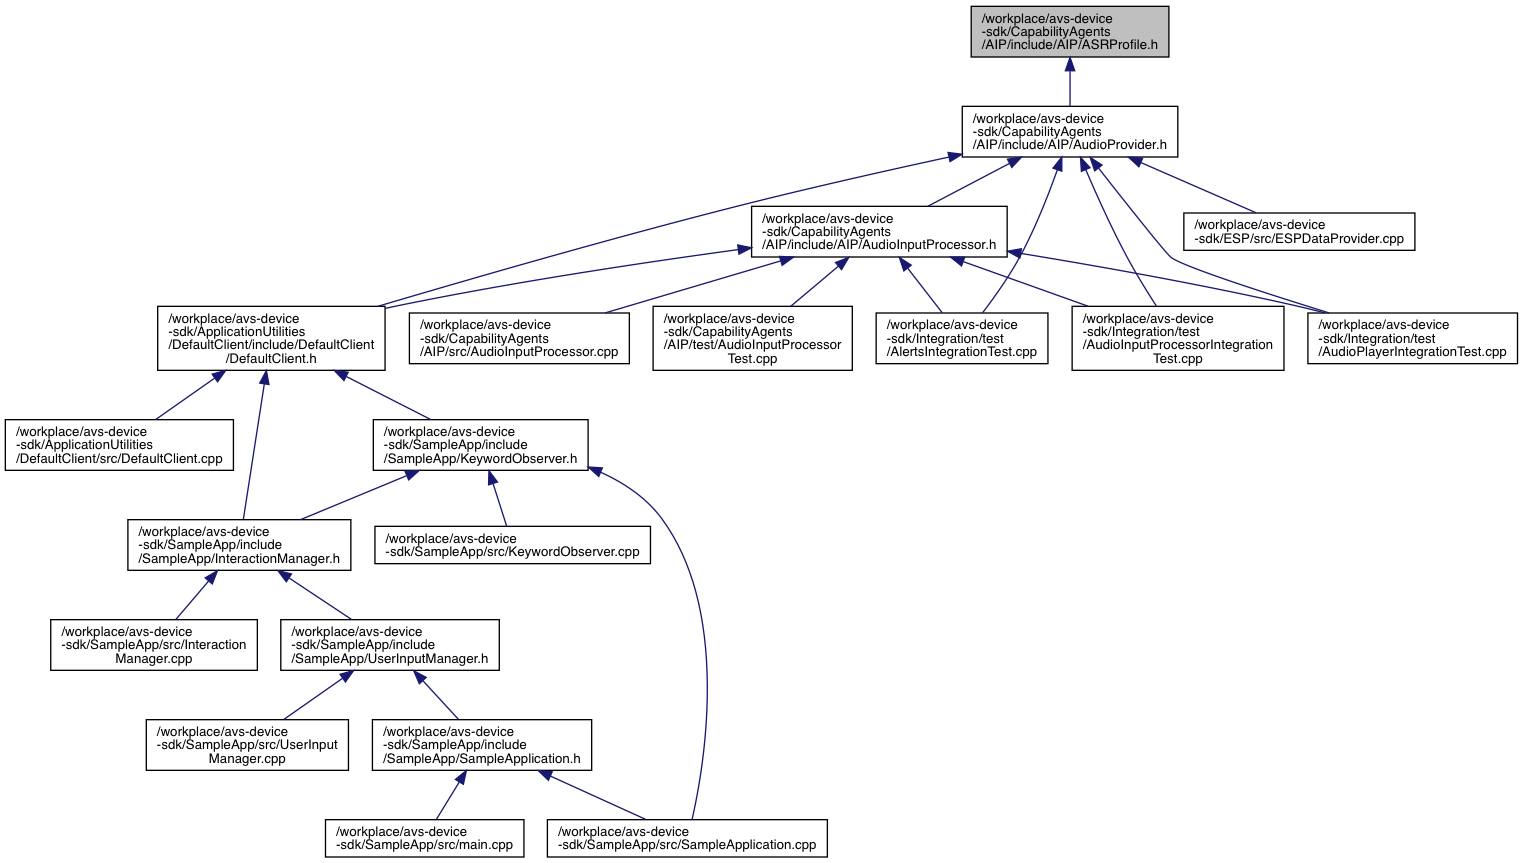 /workplace/avs-device
-sdk/CapabilityAgents
/AIP/include/AIP/ASRProfile.h
/workplace/avs-device
-sdk/CapabilityAgents
/AIP/include/AIP/AudioProvider.h
/workplace/avs-device
-sdk/CapabilityAgents
/AIP/include/AIP/AudioInputProcessor.h
/workplace/avs-device
-sdk/ESP/src/ESPDataProvider.cpp
/workplace/avs-device
-sdk/ApplicationUtilities
/DefaultClient/include/DefaultClient
/DefaultClient.h
/workplace/avs-device
-sdk/CapabilityAgents
/AIP/src/AudioInputProcessor.cpp
/workplace/avs-device
-sdk/CapabilityAgents
/AIP/test/AudioInputProcessor
Test.cpp
/workplace/avs-device
-sdk/Integration/test
/AlertsIntegrationTest.cpp
/workplace/avs-device
-sdk/Integration/test
/AudioInputProcessorIntegration
Test.cpp
/workplace/avs-device
-sdk/Integration/test
/AudioPlayerIntegrationTest.cpp
/workplace/avs-device
-sdk/ApplicationUtilities
/DefaultClient/src/DefaultClient.cpp
/workplace/avs-device
-sdk/SampleApp/include
/SampleApp/KeywordObserver.h
/workplace/avs-device
-sdk/SampleApp/include
/SampleApp/InteractionManager.h
/workplace/avs-device
-sdk/SampleApp/src/KeywordObserver.cpp
/workplace/avs-device
-sdk/SampleApp/src/Interaction
Manager.cpp
/workplace/avs-device
-sdk/SampleApp/include
/SampleApp/UserInputManager.h
/workplace/avs-device
-sdk/SampleApp/src/UserInput
Manager.cpp
/workplace/avs-device
-sdk/SampleApp/include
/SampleApp/SampleApplication.h
/workplace/avs-device
-sdk/SampleApp/src/main.cpp
/workplace/avs-device
-sdk/SampleApp/src/SampleApplication.cpp